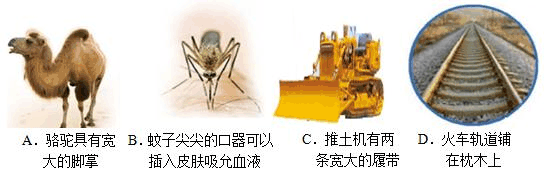 A．骆驼具有宽
大的脚掌
B．蚊子尖尖的口器可以
插入皮肤吸允血液
C．推土机有两
条宽大的履带
D．火车轨道铺
在枕木上